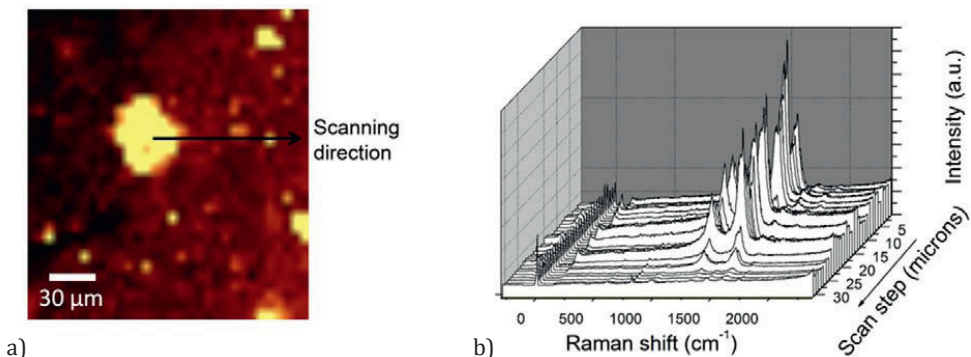 Scanning
direction
30 µm
a)
Intensity (a.u.)
5
10
15
20
25
30
Scan step (microns)
0 500 1000 1500 2000
Raman shift (cm⁻¹)
b)